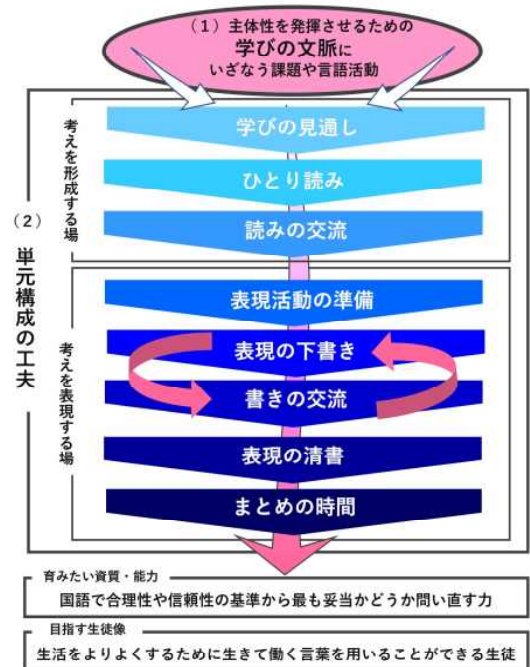 （１）主体性を発揮させるための
学びの文脈に
いざなう課題や言語活動
（２）
単元構成の工夫
考えを形成する場
学びの見通し
ひとり読み
読みの交流
考えを表現する場
表現活動の準備
表現の下書き
書きの交流
表現の清書
まとめの時間
育みたい資質・能力
国語で合理性や信頼性の基準から最も妥当かどうか問い直す力
目指す生徒像
生活をよりよくするために生きて働く言葉を用いることができる生徒